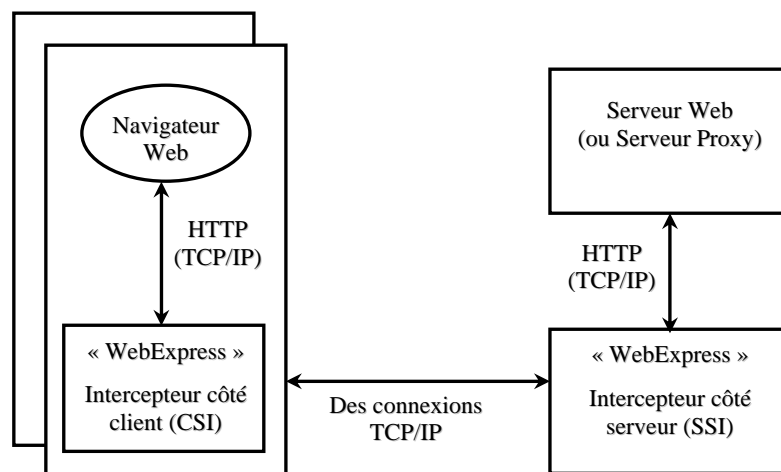 Navigateur
Web
HTTP
(TCP/IP)
« WebExpress »
Intercepteur côté
client (CSI)
Des connexions
TCP/IP
Serveur Web
(ou Serveur Proxy)
HTTP
(TCP/IP)
« WebExpress »
Intercepteur côté
serveur (SSI)